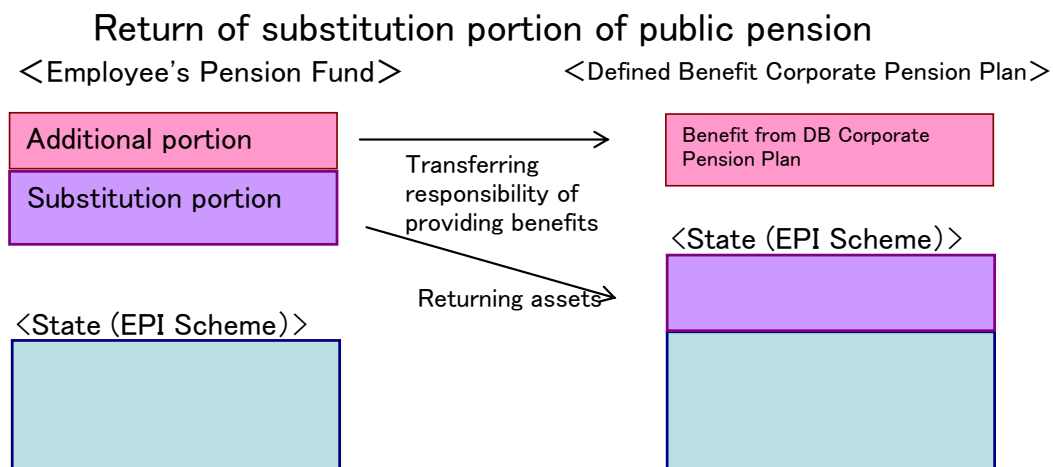 Return of substitution portion of public pension
<Employee's Pension Fund>
<Defined Benefit Corporate Pension Plan>
Additional portion
Substitution portion
Transferring
responsibility of
providing benefits
Returning assets
Benefit from DB Corporate
Pension Plan
<State (EPI Scheme)>
<State (EPI Scheme)>